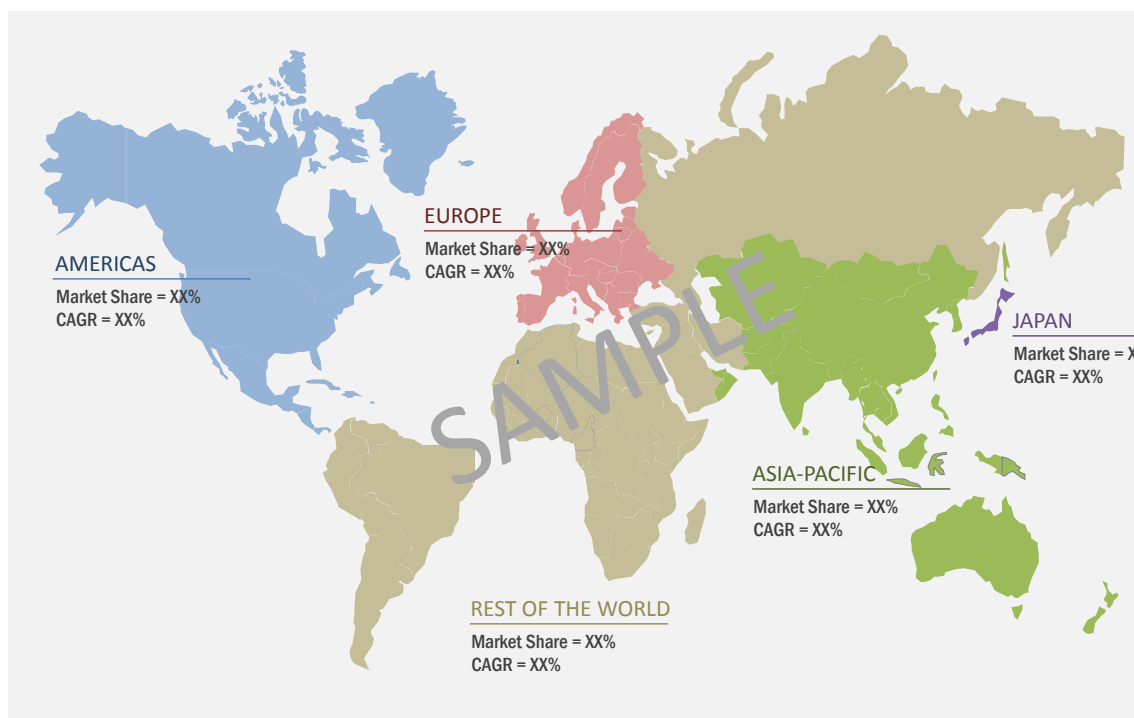 EUROPE
Market Share = XX%
CAGR = XX%
AMERICAS
Market Share = XX%
CAGR = XX%
JAPAN
Market Share = X
CAGR = XX%
SAMPLE
ASIA-PACIFIC
Market Share = XX%
CAGR = XX%
REST OF THE WORLD
Market Share = XX%
CAGR = XX%